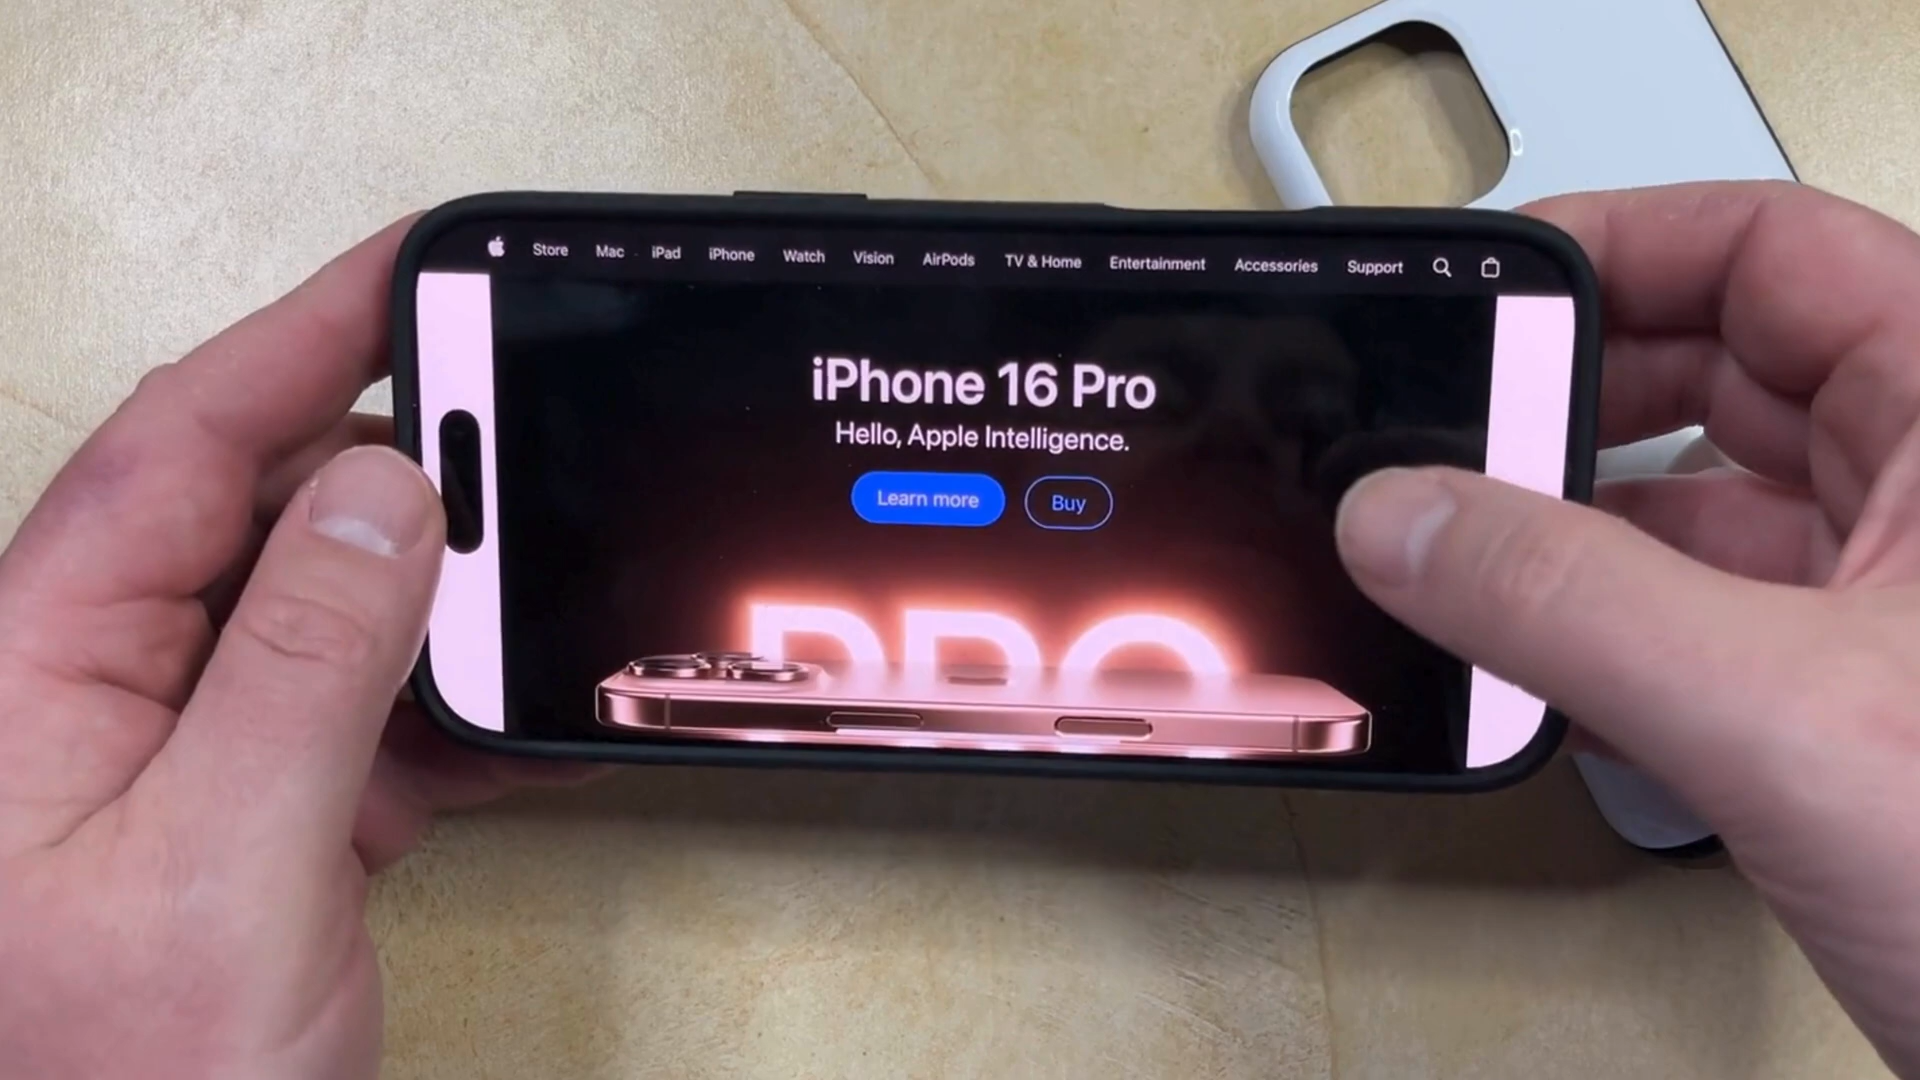 Store Mac iPad iPhone Watch Vision AirPods TV & Home Entertainment Accessories Support
iPhone 16 Pro
Hello, Apple Intelligence.
Learn more Buy
PRO